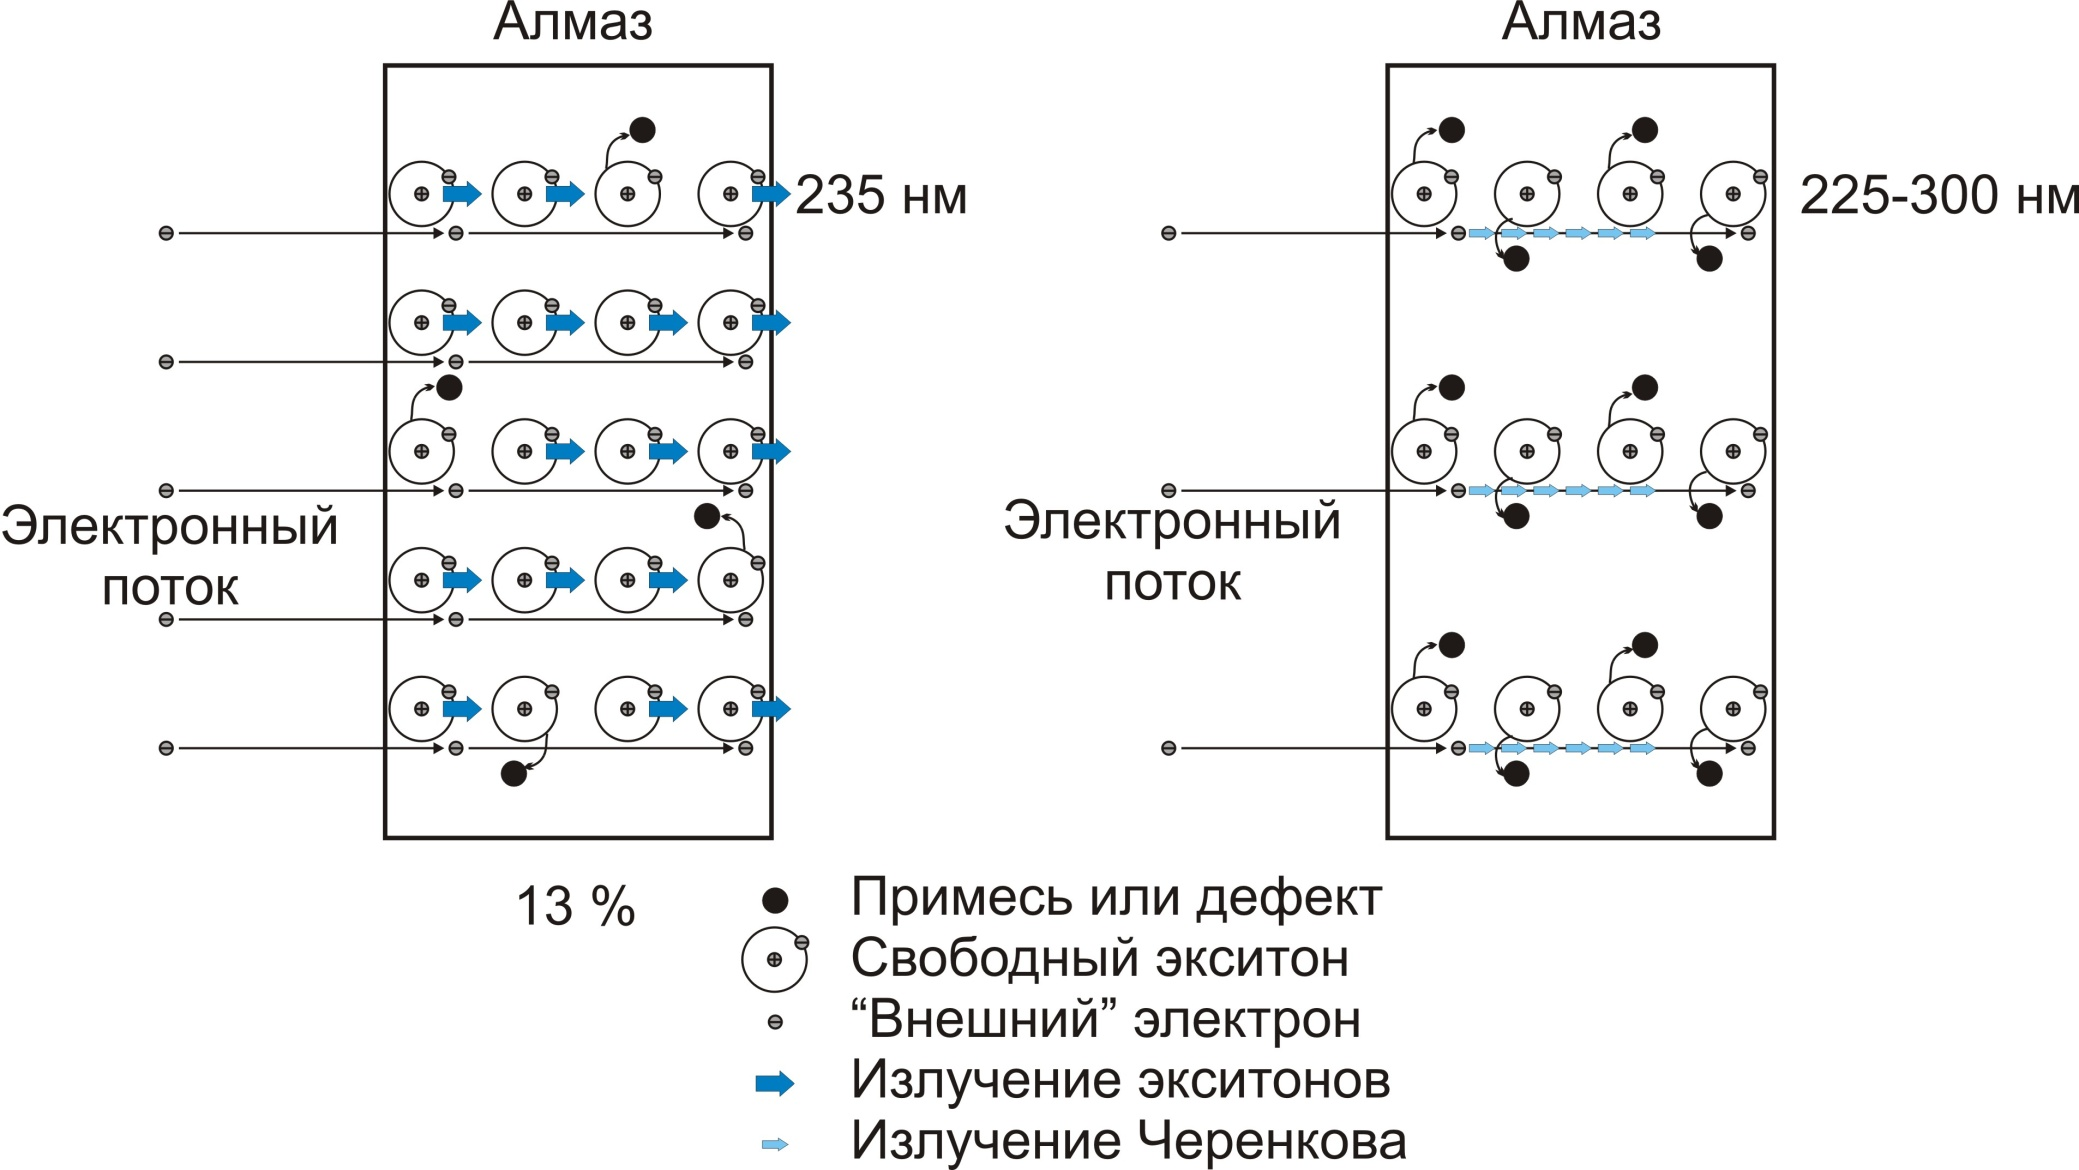 Алмаз
Алмаз
235 нм
225-300 нм
Электронный
поток
Электронный
поток
13 %
Примесь или дефект
Свободный экситон
“Внешний” электрон
Излучение экситонов
Излучение Черенкова